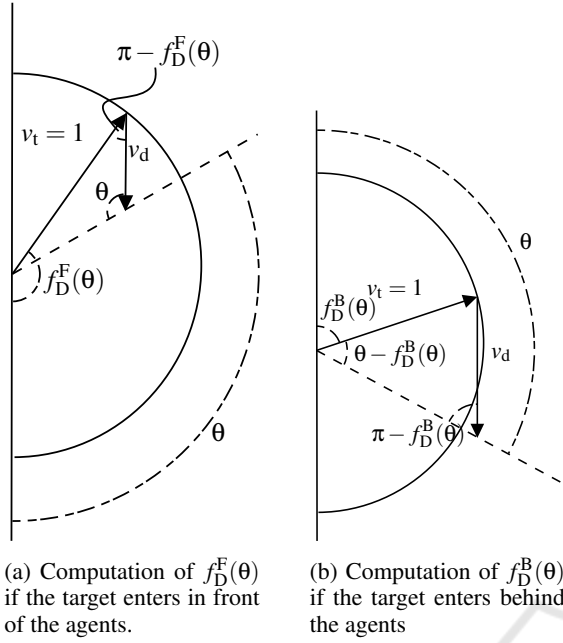 π − f_D^F(θ)
v_t = 1
v_d
θ
f_D^F(θ)
θ
θ
v_t = 1
f_D^B(θ)
θ − f_D^B(θ)
v_d
π − f_D^B(θ)
(a) Computation of f_D^F(θ)
if the target enters in front
of the agents.
(b) Computation of f_D^B(θ)
if the target enters behind
the agents